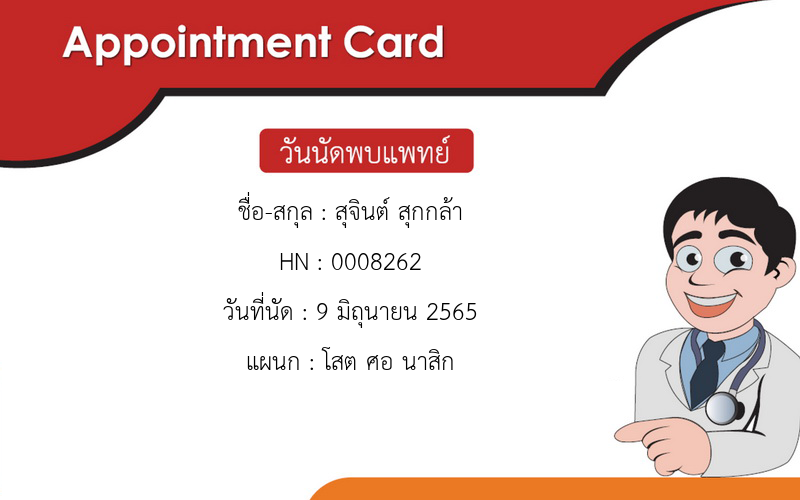 Appointment Card
วันนัดพบแพทย์
ชื่อ-สกุล : สุจินต์ สุกกล้า
HN : 0008262
วันที่นัด : 9 มิถุนายน 2565
แผนก : โสต ศอ นาสิก